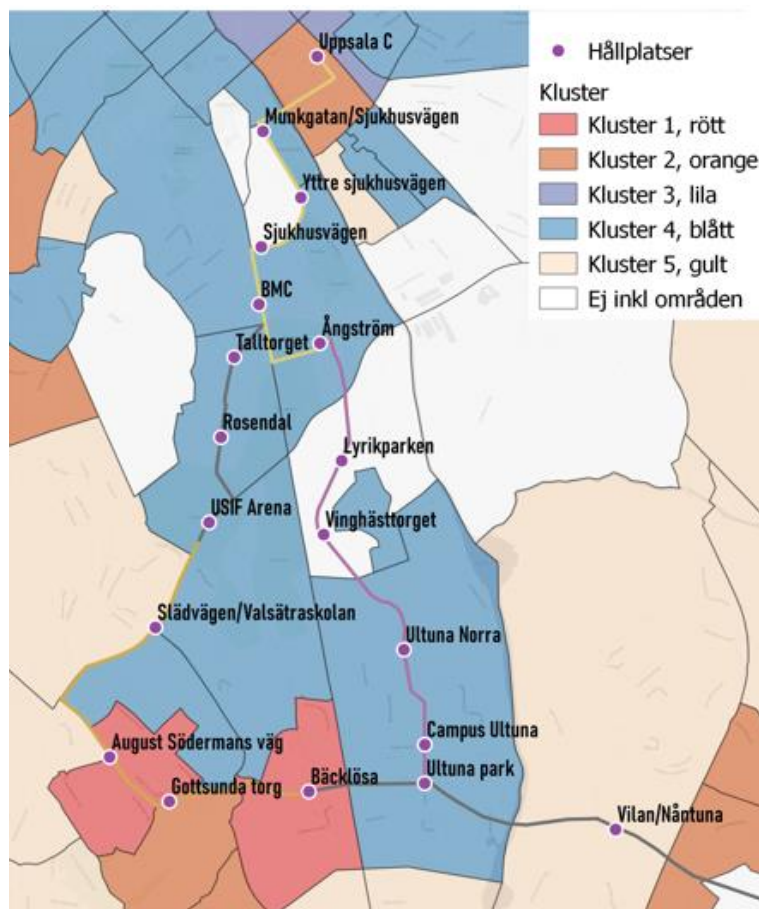 Uppsala C
Munkgatan/Sjukhusvägen
Yttre sjukhusvägen
Sjukhusvägen
BMC
Ångström
Talltorget
Rosendal
Lyrikparken
USIF Arena
Vinghästtorget
Slädvägen/Valsätraskolan
Ultuna Norra
August Södermans väg
Campus Ultuna
Gottsunda torg
Bäcklösa
Ultuna park
Vilan/Nåntuna
Hållplatser
Kluster
Kluster 1, rött
Kluster 2, orange
Kluster 3, lila
Kluster 4, blått
Kluster 5, gult
Ej inkl områden